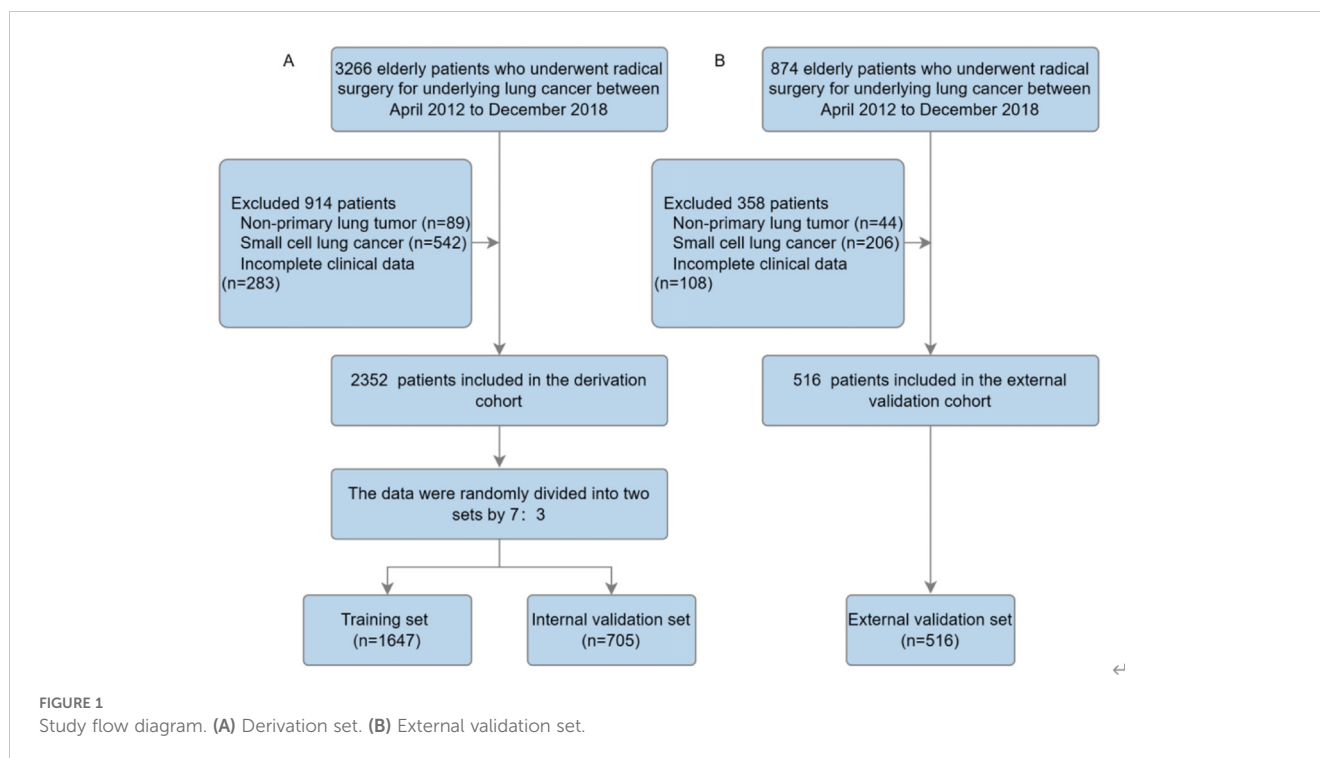 A
3266 elderly patients who underwent radical
surgery for underlying lung cancer between
April 2012 to December 2018
Excluded 914 patients
Non-primary lung tumor (n=89)
Small cell lung cancer (n=542)
Incomplete clinical data
(n=283)
2352 patients included in the derivation
cohort
The data were randomly divided into two
sets by 7: 3
Training set
(n=1647)
Internal validation set
(n=705)
B
874 elderly patients who underwent radical
surgery for underlying lung cancer between
April 2012 to December 2018
Excluded 358 patients
Non-primary lung tumor (n=44)
Small cell lung cancer (n=206)
Incomplete clinical data
(n=108)
516 patients included in the external
validation cohort
External validation set
(n=516)
↵
FIGURE 1
Study flow diagram. (A) Derivation set. (B) External validation set.